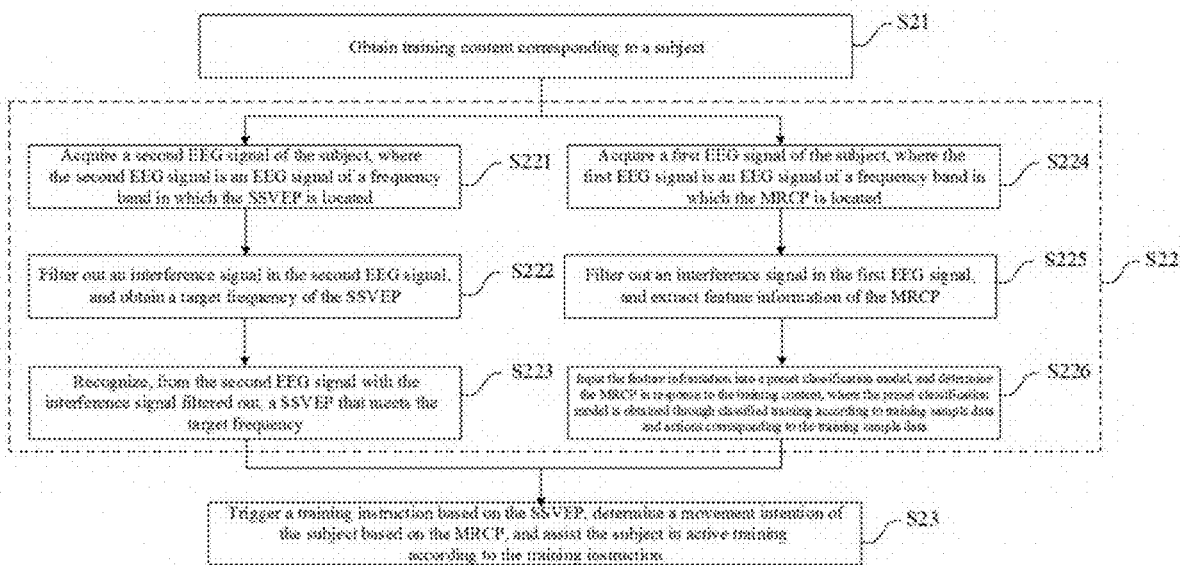 Obtain training content corresponding to a subject
S21
Acquire a second EEG signal of the subject, where
the second EEG signal is an EEG signal of a frequency
band in which the SSVEP is located
S221
Acquire a first EEG signal of the subject, where the
first EEG signal is an EEG signal of a frequency band in
which the MRCP is located
S224
Filter out an interference signal in the second EEG signal,
and obtain a target frequency of the SSVEP
S222
Filter out an interference signal in the first EEG signal,
and extract feature information of the MRCP
S225
S22
Recognize, from the second EEG signal with the
interference signal filtered out, a SSVEP that meets the
target frequency
S223
Input the feature information into a preset classification model, and determine
the MRCP in response to the training content, where the preset classification
model is obtained through classified training according to training sample data
and actions corresponding to the training sample data
S226
Trigger a training instruction based on the SSVEP, determine a movement intention
of the subject based on the MRCP, and assist the subject in active training
according to the training instruction
S23